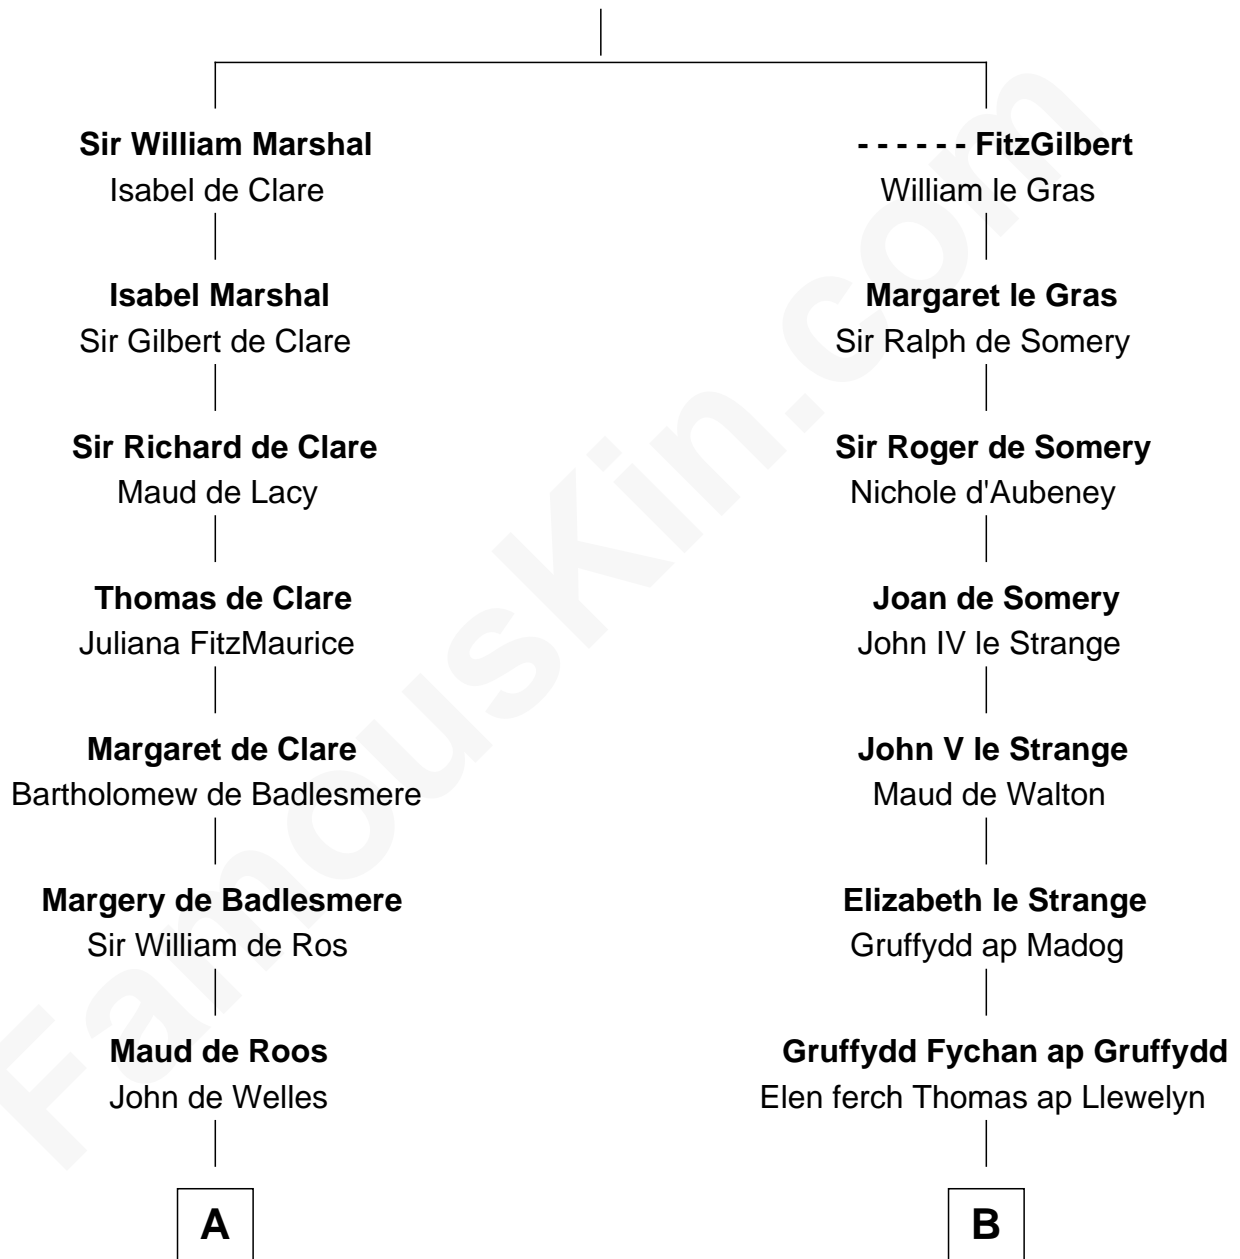 Sir William Marshal
Isabel de Clare
Isabel Marshal
Sir Gilbert de Clare
Sir Richard de Clare
Maud de Lacy
Thomas de Clare
Juliana FitzMaurice
Margaret de Clare
Bartholomew de Badlesmere
Margery de Badlesmere
Sir William de Ros
Maud de Roos
John de Welles
A
- - - - - - FitzGilbert
William le Gras
Margaret le Gras
Sir Ralph de Somery
Sir Roger de Somery
Nichole d'Aubeney
Joan de Somery
John IV le Strange
John V le Strange
Maud de Walton
Elizabeth le Strange
Gruffydd ap Madog
Gruffydd Fychan ap Gruffydd
Elen ferch Thomas ap Llewelyn
B
FamousKin.com